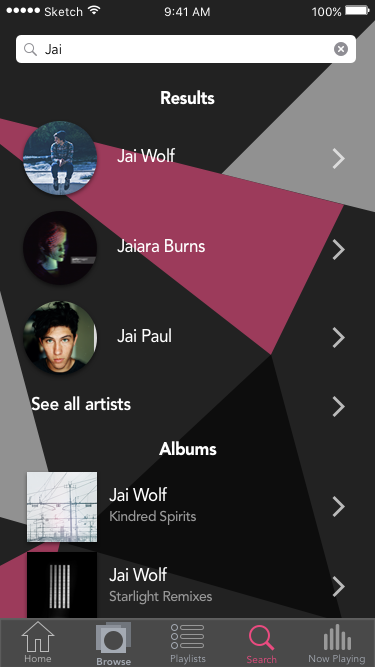 Sketch 9:41 AM 100%
Jai
Results
Jai Wolf
Jaiara Burns
Jai Paul
See all artists
Albums
Jai Wolf
Kindred Spirits
Jai Wolf
Starlight Remixes
Home Browse Playlists Search Now Playing